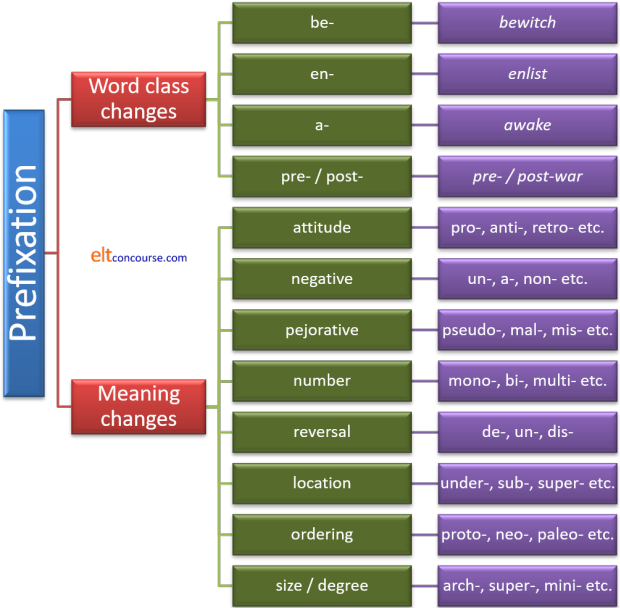 Prefixation
Word class
changes
be-
bewitch
en-
enlist
a-
awake
pre- / post-
pre- / post-war
eltconcourse.com
Meaning
changes
attitude
pro-, anti-, retro- etc.
negative
un-, a-, non- etc.
pejorative
pseudo-, mal-, mis- etc.
number
mono-, bi-, multi- etc.
reversal
de-, un-, dis-
location
under-, sub-, super- etc.
ordering
proto-, neo-, paleo- etc.
size / degree
arch-, super-, mini- etc.